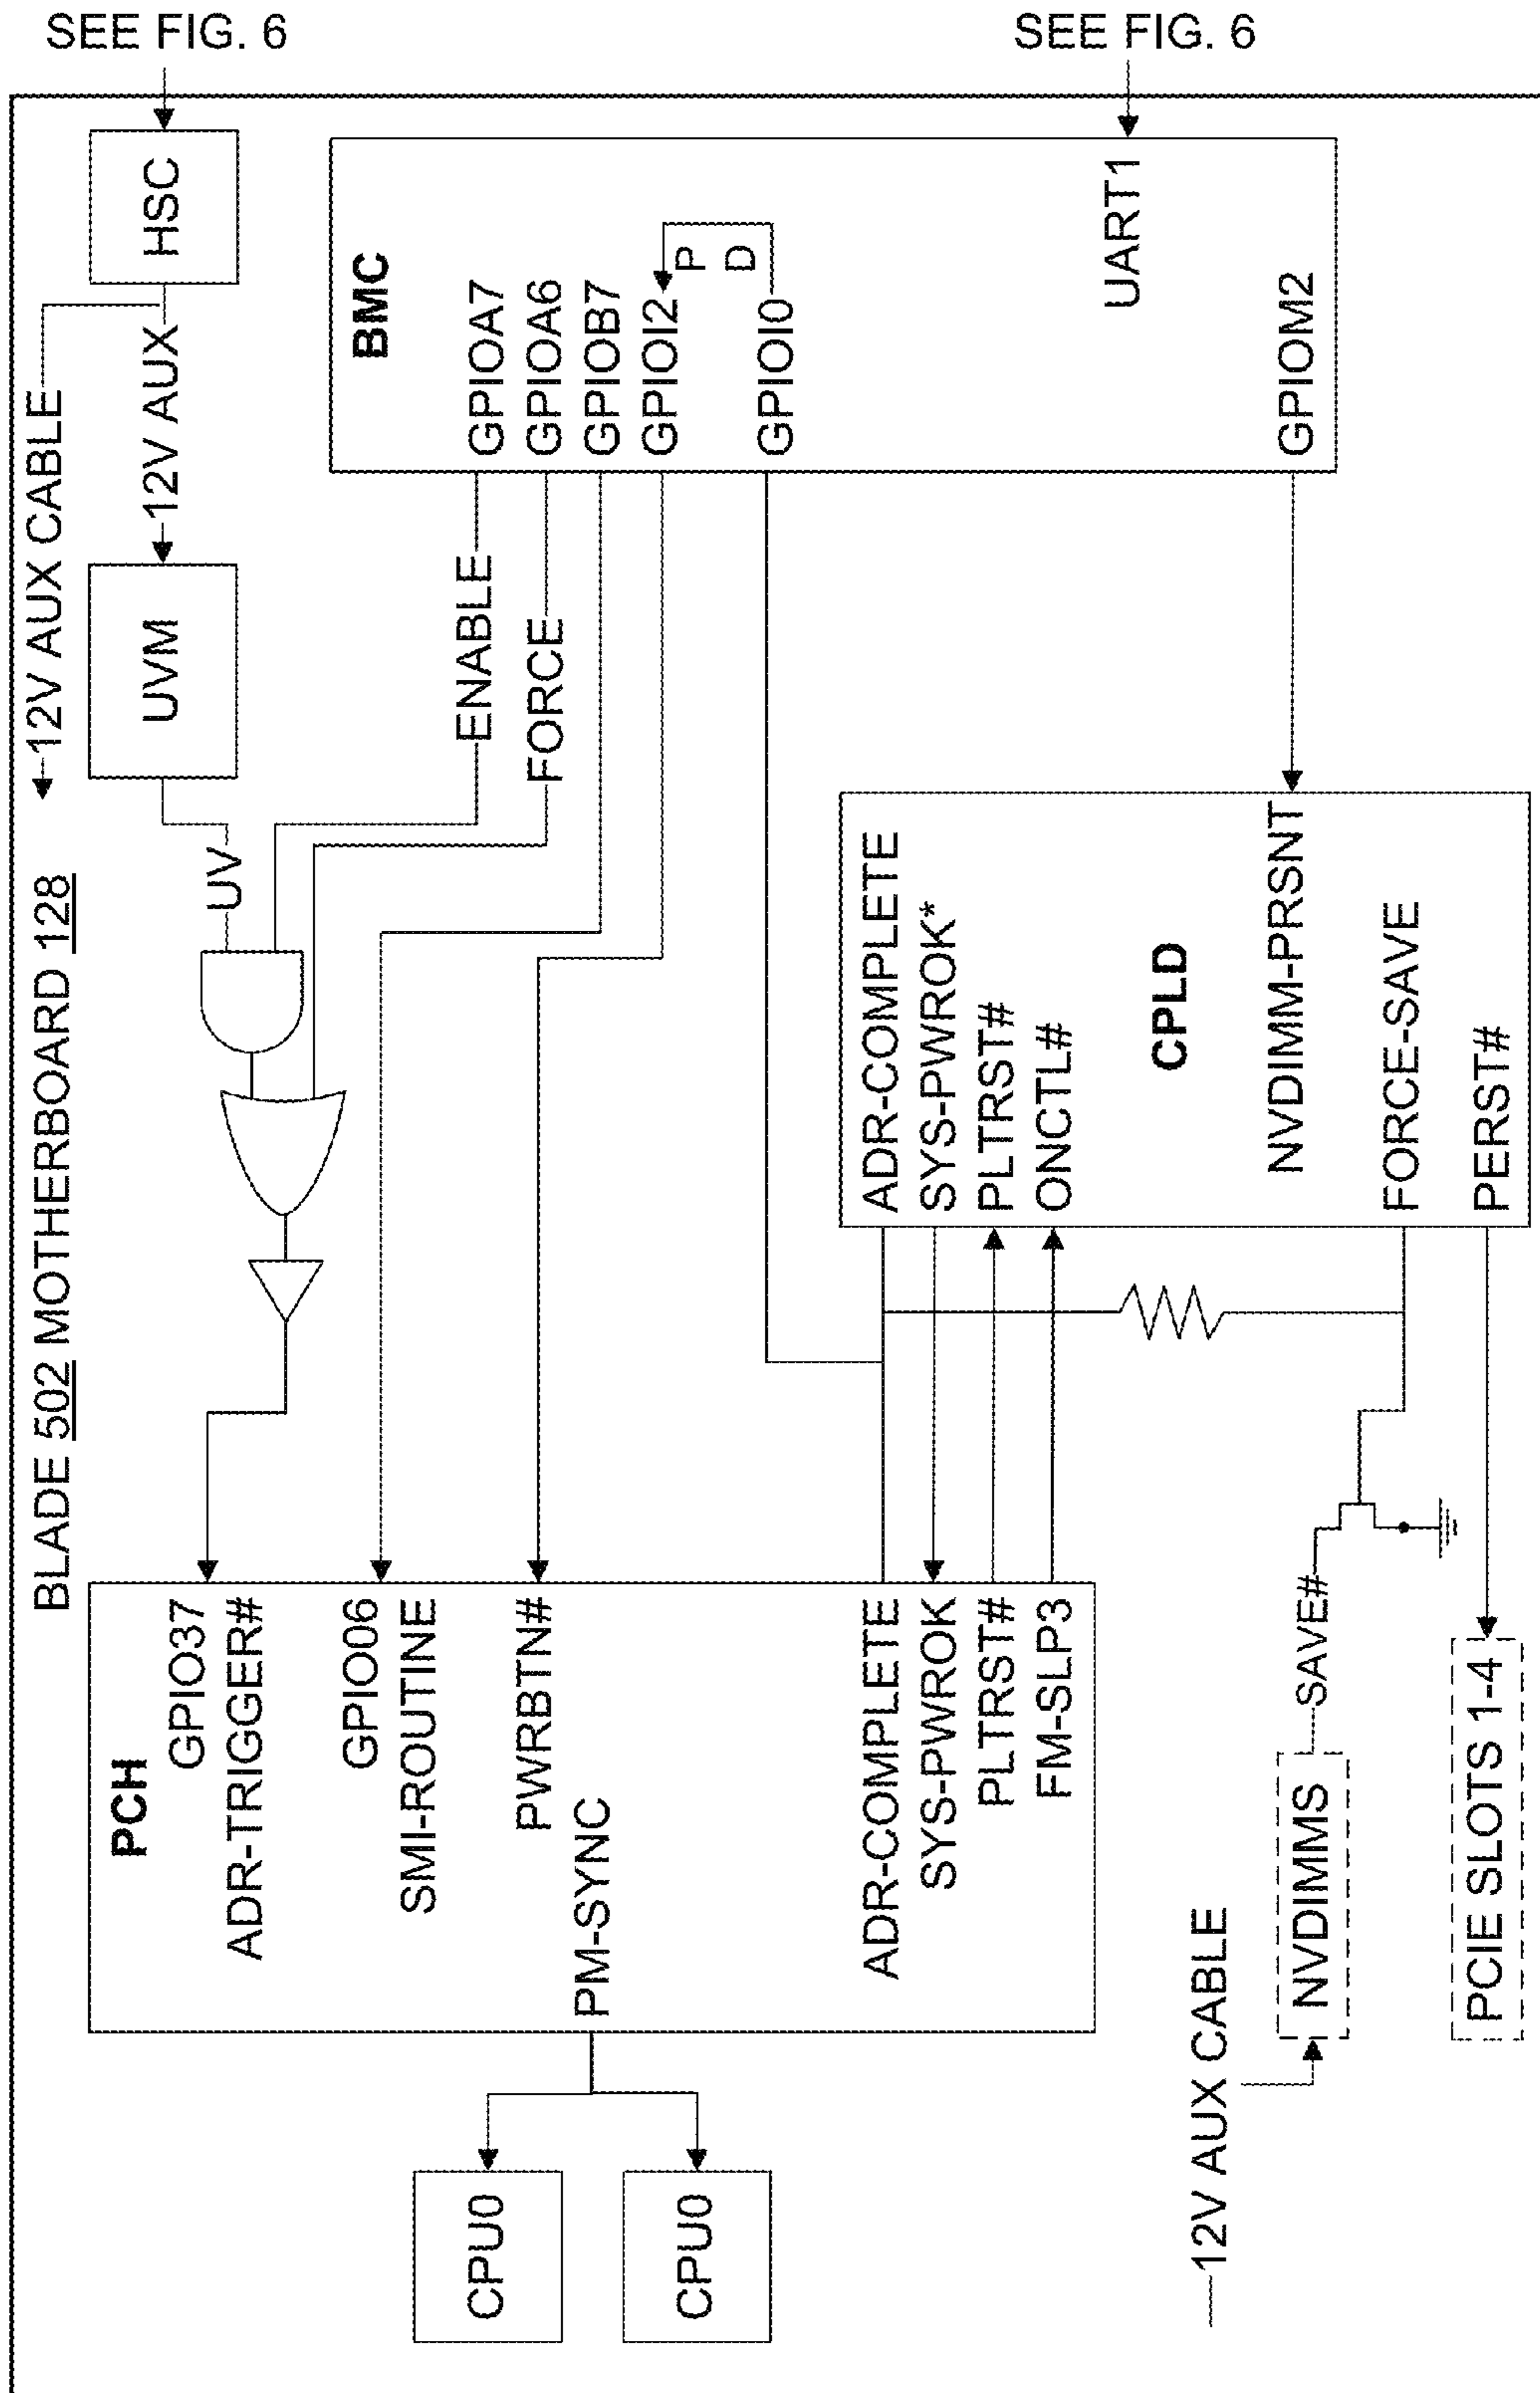 SEE FIG. 6
SEE FIG. 6
BLADE 502 MOTHERBOARD 128
12V AUX CABLE
HSC
12V AUX
UVM
UV
BMC
GPIOA7
GPIOA6
GPIOB7
GPIOI2
P
D
GPIOI0
UART1
GPIOM2
ENABLE
FORCE
PCH
GPIO37
ADR-TRIGGER#
GPIO06
SMI-ROUTINE
PWRBTN#
PM-SYNC
ADR-COMPLETE
SYS-PWROK
PLTRST#
FM-SLP3
ADR-COMPLETE
SYS-PWROK*
PLTRST#
ONCTL#
CPLD
NVDIMM-PRSNT
FORCE-SAVE
PERST#
CPU0
CPU0
12V AUX CABLE
NVDIMMS
SAVE#
PCIE SLOTS 1-4